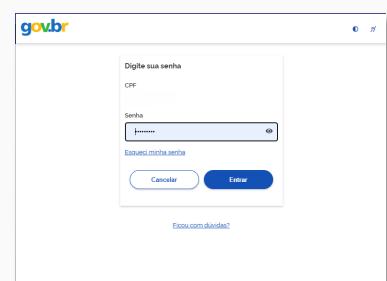 gov.br
Digite sua senha
CPF
Senha
Esqueci minha senha
Cancelar Entrar
Ficou com dúvidas?